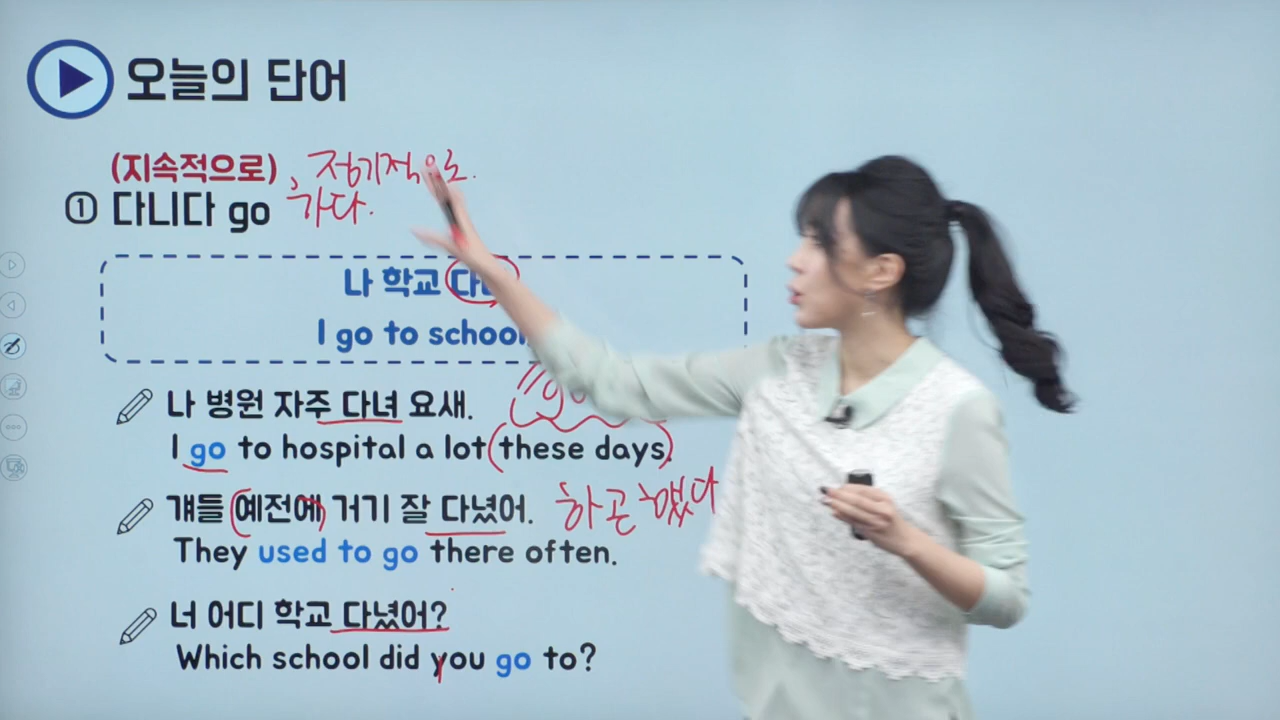 오늘의 단어
(지속적으로), 정기적으로.
① 다니다 go 가다.
나 학교
I go to school
나 병원 자주 다녀 요새.
I go to hospital a lot (these days.)
걔들 예전에 거기 잘 다녔어. 하곤 했다
They used to go there often.
너 어디 학교 다녔어?
Which school did you go to?